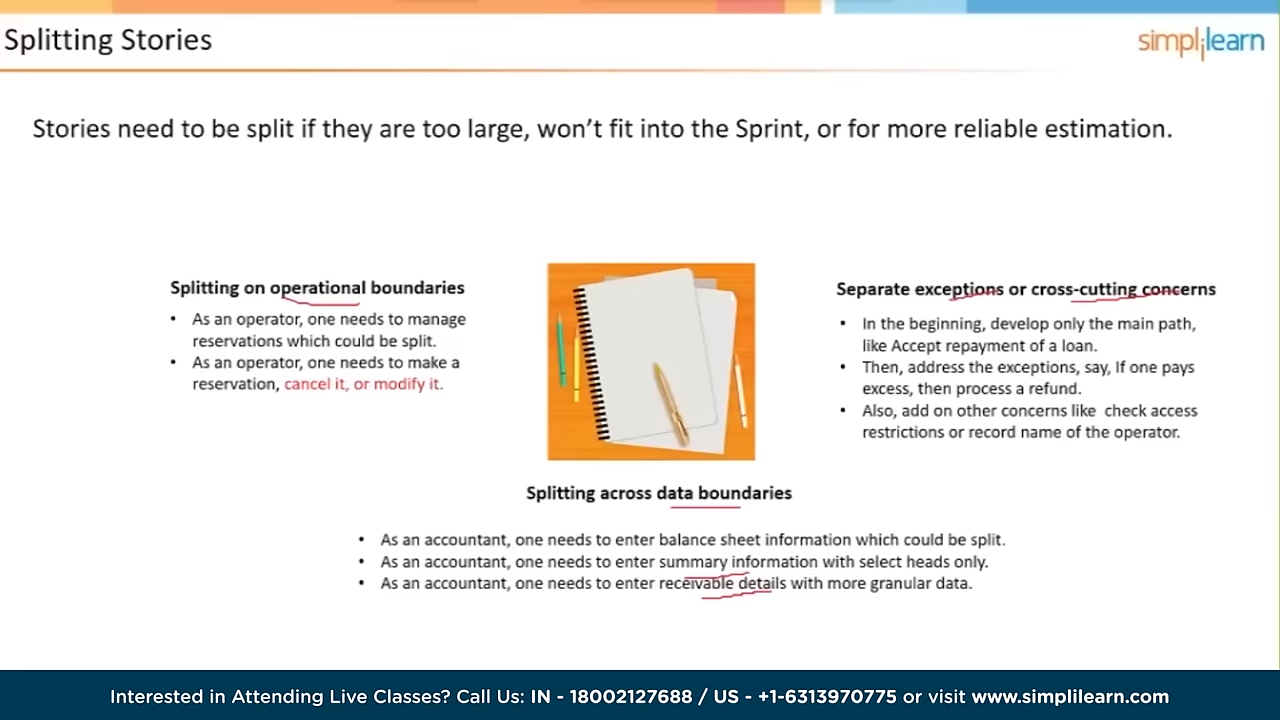 Splitting Stories
simplilearn
Stories need to be split if they are too large, won't fit into the Sprint, or for more reliable estimation.
Splitting on operational boundaries
• As an operator, one needs to manage
reservations which could be split.
• As an operator, one needs to make a
reservation, cancel it, or modify it.
Separate exceptions or cross-cutting concerns
• In the beginning, develop only the main path,
like Accept repayment of a loan.
• Then, address the exceptions, say, If one pays
excess, then process a refund.
• Also, add on other concerns like check access
restrictions or record name of the operator.
Splitting across data boundaries
• As an accountant, one needs to enter balance sheet information which could be split.
• As an accountant, one needs to enter summary information with select heads only.
• As an accountant, one needs to enter receivable details with more granular data.
Interested in Attending Live Classes? Call Us: IN - 18002127688 / US - +1-6313970775 or visit www.simplilearn.com